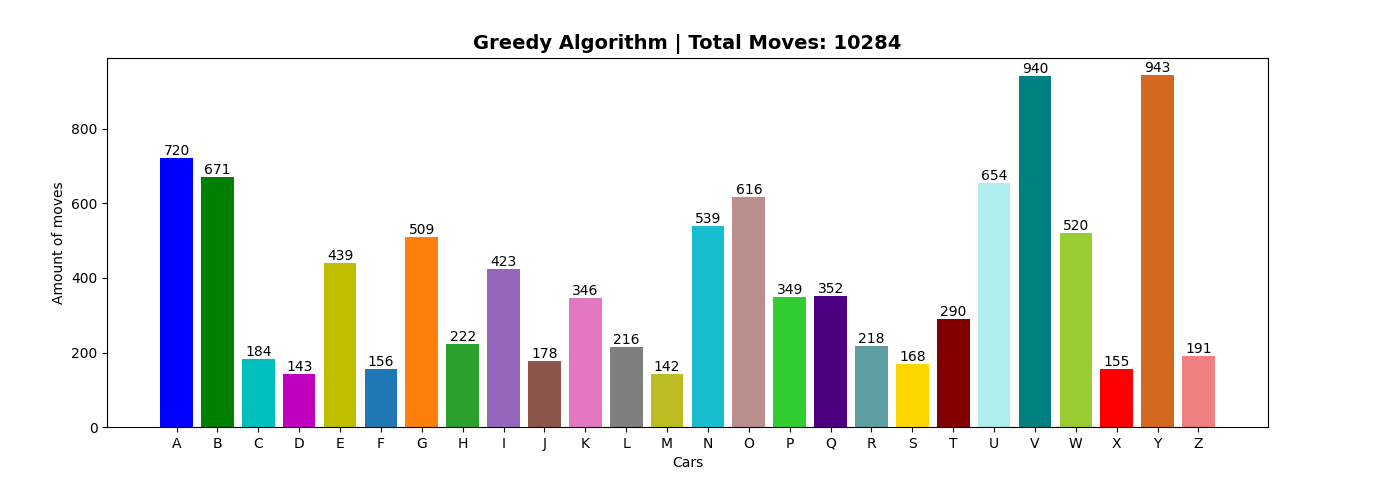 Greedy Algorithm | Total Moves: 10284
940 943
800
720
671
654
616
600
539
520
509
439
423
400
346 349 352
290
222 216 218
200
184 178 191
143 156 142 168 155
0
A B C D E F G H I J K L M N O P Q R S T U V W X Y Z
Cars
Amount of moves